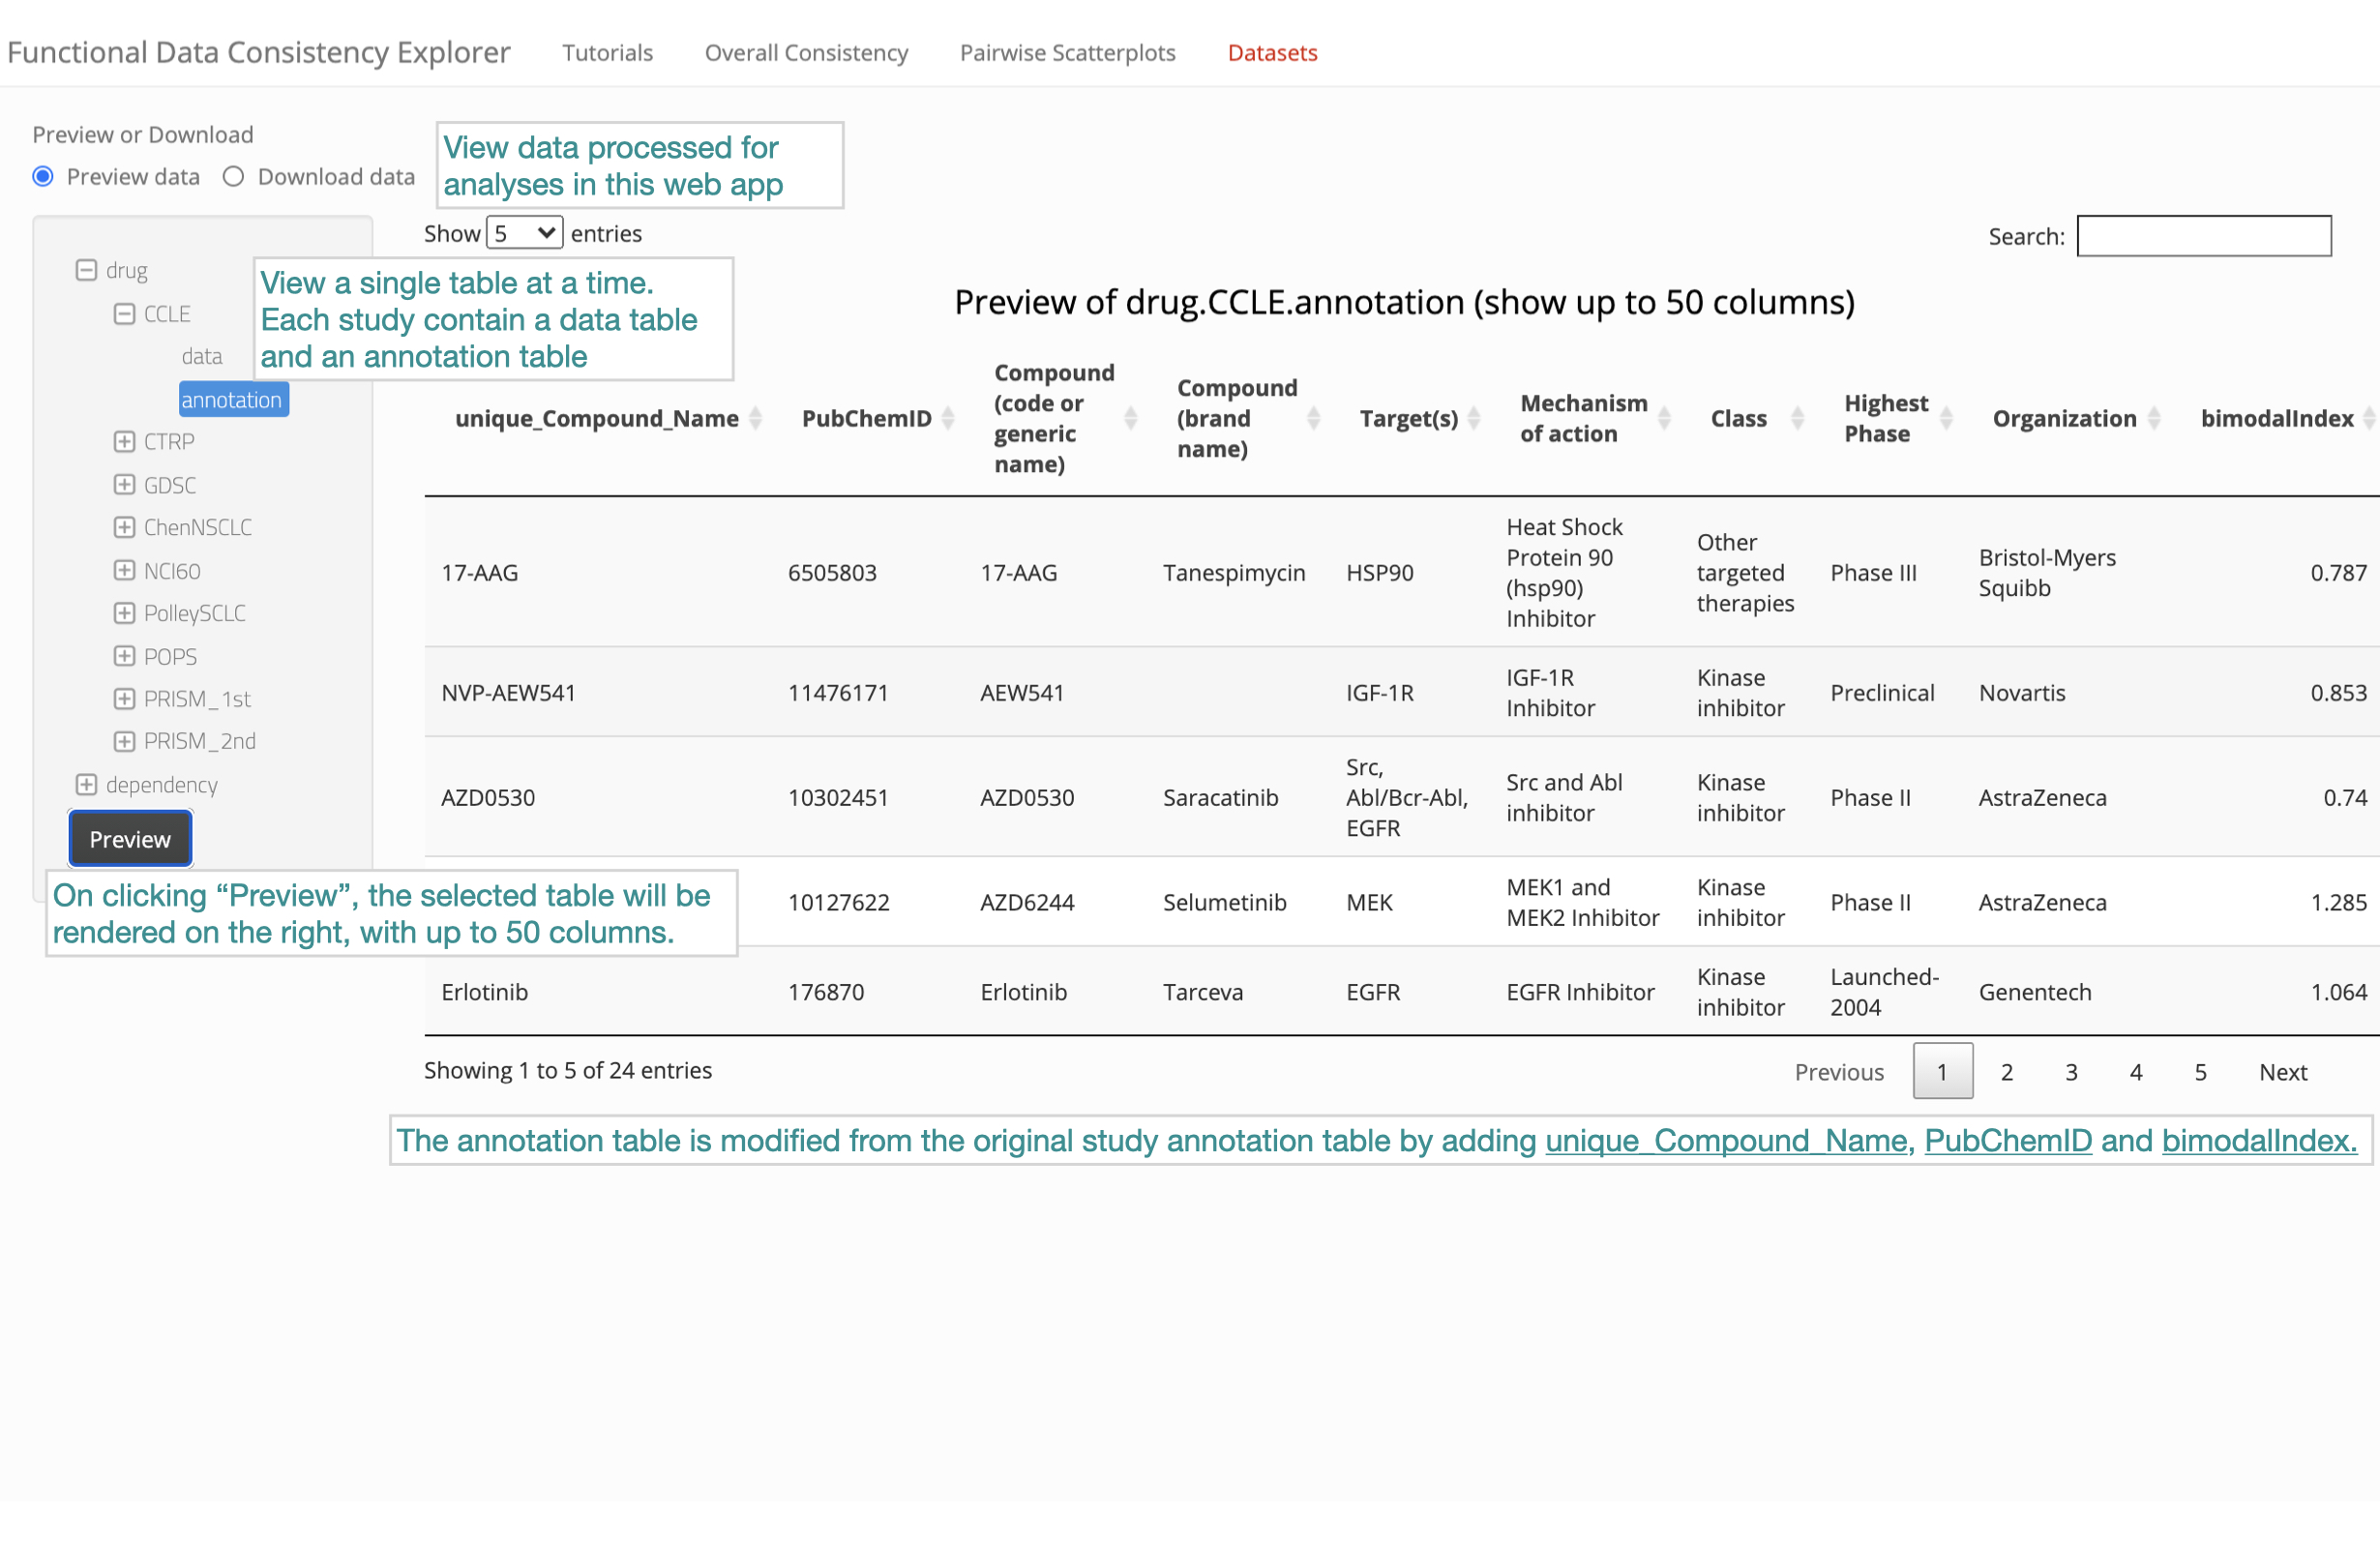 Functional Data Consistency Explorer Tutorials Overall Consistency Pairwise Scatterplots Datasets
Preview or Download
Preview data Download data
View data processed for
analyses in this web app
Show 5 entries
Search:
drug
CCLE
data
annotation
CTRP
GDSC
ChenNSCLC
NCI60
PolleySCLC
POPS
PRISM_1st
PRISM_2nd
dependency
Preview
View a single table at a time.
Each study contain a data table
and an annotation table
On clicking “Preview”, the selected table will be
rendered on the right, with up to 50 columns.
Preview of drug.CCLE.annotation (show up to 50 columns)
unique_Compound_Name
PubChemID
Compound
(code or
generic
name)
Compound
(brand
name)
Target(s)
Mechanism
of action
Class
Highest
Phase
Organization
bimodalIndex
17-AAG
6505803
17-AAG
Tanespimycin
HSP90
Heat Shock
Protein 90
(hsp90)
Inhibitor
Other
targeted
therapies
Phase III
Bristol-Myers
Squibb
0.787
NVP-AEW541
11476171
AEW541
IGF-1R
IGF-1R
Inhibitor
Kinase
inhibitor
Preclinical
Novartis
0.853
AZD0530
10302451
AZD0530
Saracatinib
Src,
Abl/Bcr-Abl,
EGFR
Src and Abl
inhibitor
Kinase
inhibitor
Phase II
AstraZeneca
0.74
10127622
AZD6244
Selumetinib
MEK
MEK1 and
MEK2 Inhibitor
Kinase
inhibitor
Phase II
AstraZeneca
1.285
Erlotinib
176870
Erlotinib
Tarceva
EGFR
EGFR Inhibitor
Kinase
inhibitor
Launched-
2004
Genentech
1.064
Showing 1 to 5 of 24 entries
Previous 1 2 3 4 5 Next
The annotation table is modified from the original study annotation table by adding unique_Compound_Name, PubChemID and bimodalIndex.